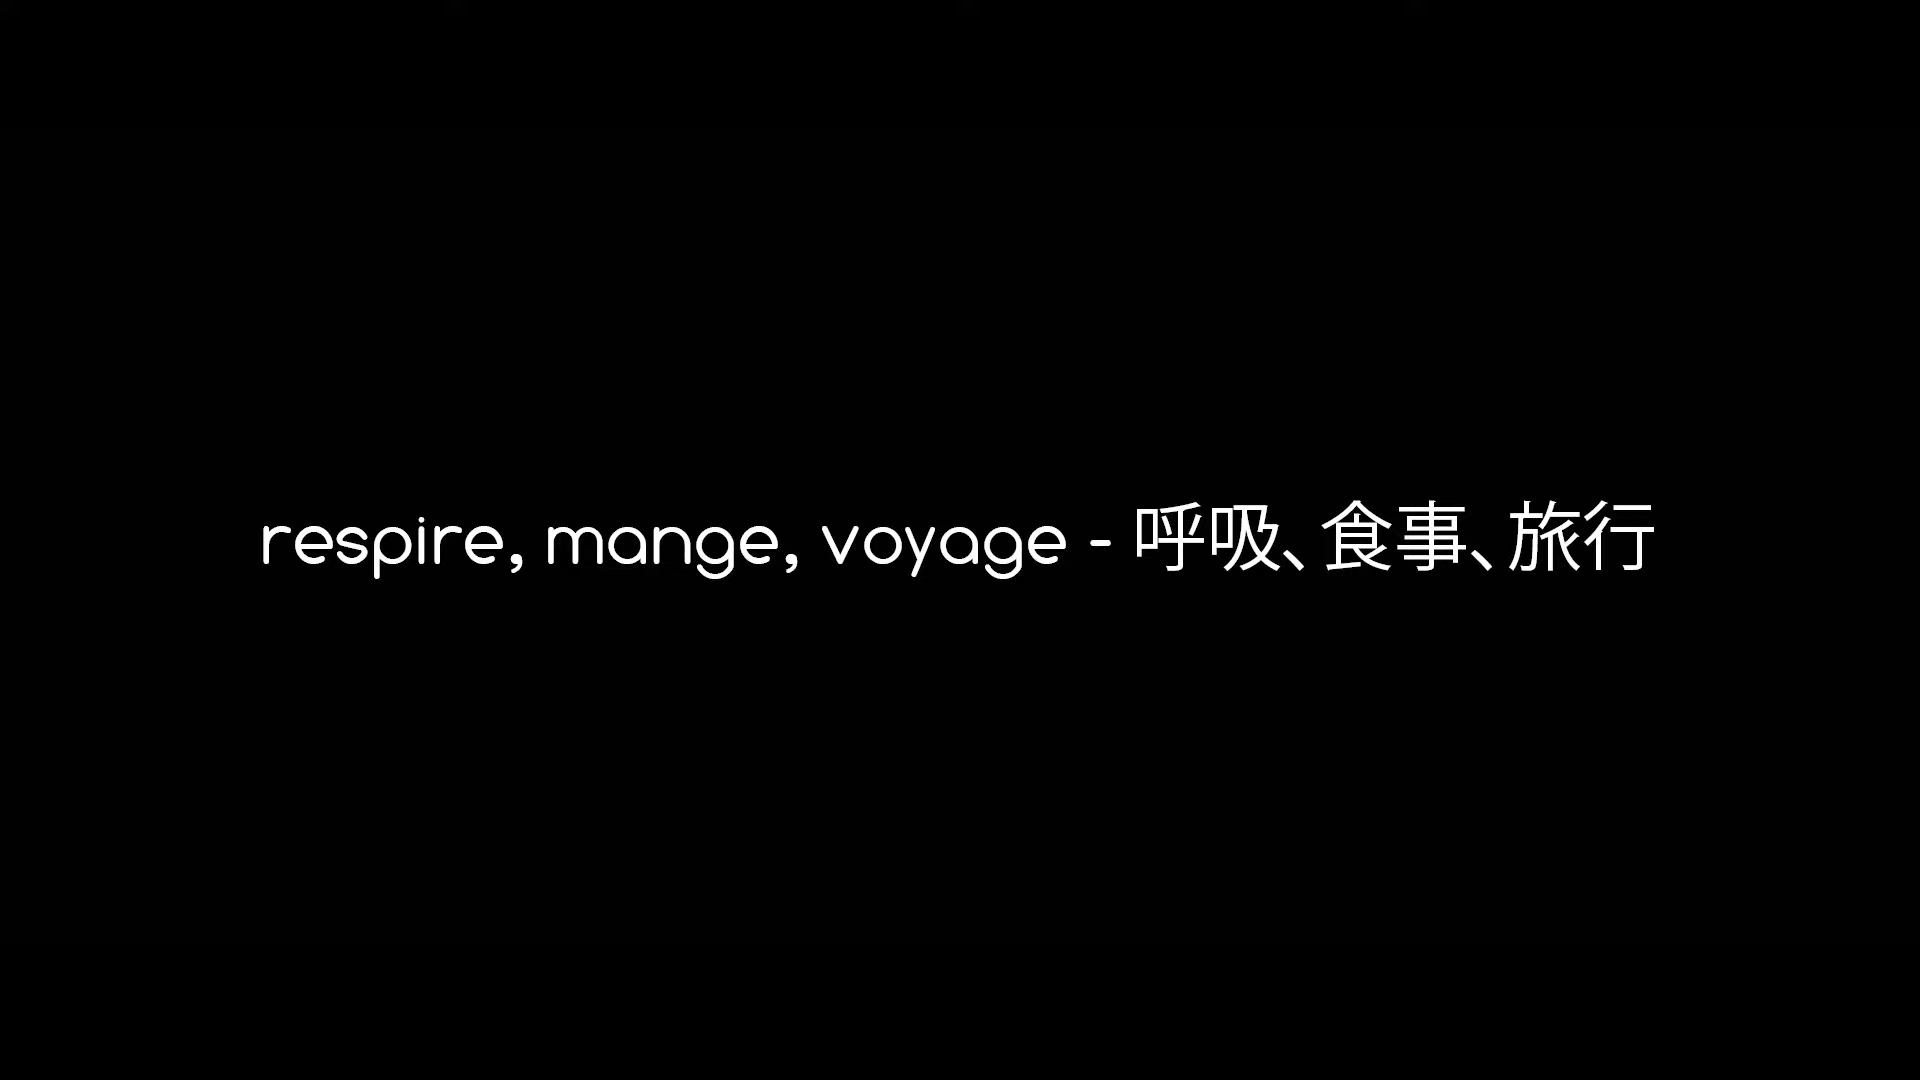 respire, mange, voyage - 呼吸、食事、旅行